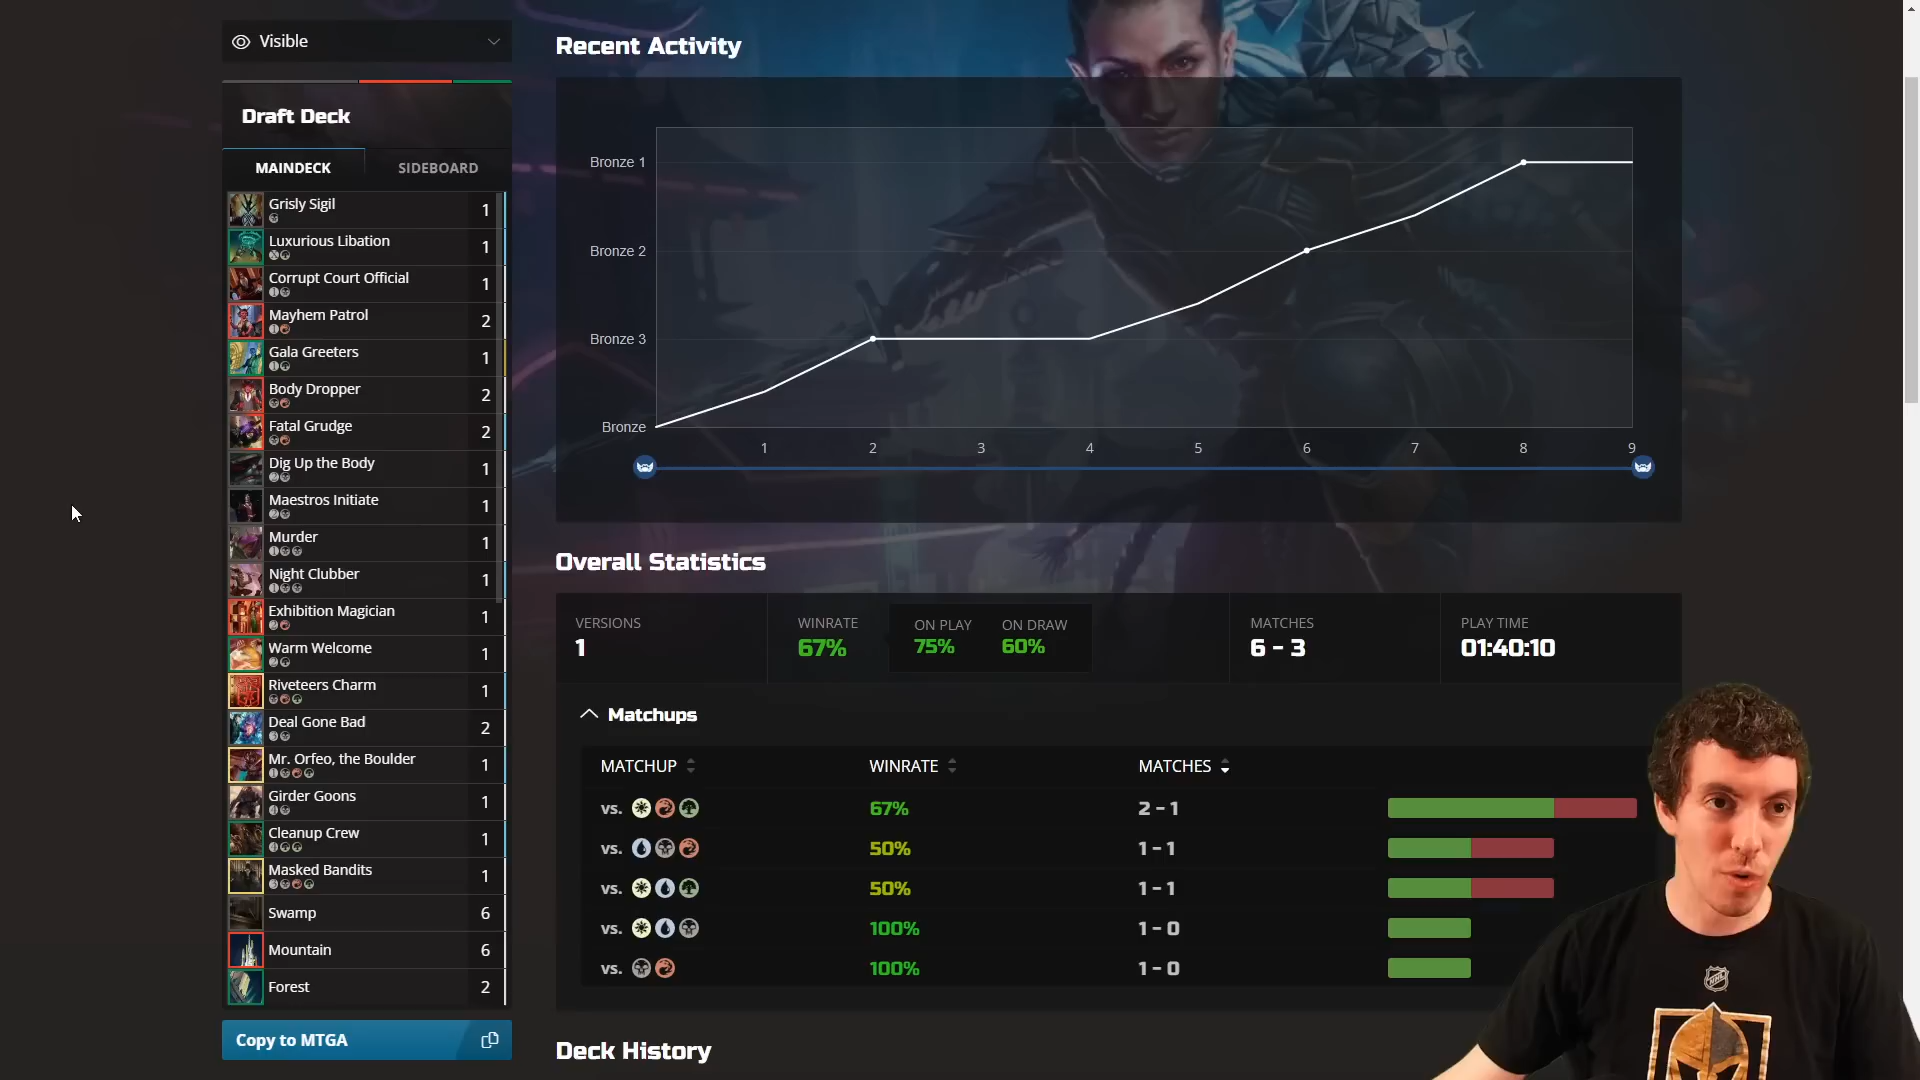 Visible
Draft Deck
MAINDECK
SIDEBOARD
Grisly Sigil 1
Luxurious Libation 1
Corrupt Court Official 1
Mayhem Patrol 2
Gala Greeters 1
Body Dropper 2
Fatal Grudge 2
Dig Up the Body 1
Maestros Initiate 1
Murder 1
Night Clubber 1
Exhibition Magician 1
Warm Welcome 1
Riveteers Charm 1
Deal Gone Bad 2
Mr. Orfeo, the Boulder 1
Girder Goons 1
Cleanup Crew 1
Masked Bandits 1
Swamp 6
Mountain 6
Forest 2
Copy to MTGA
Recent Activity
Bronze 1
Bronze 2
Bronze 3
Bronze
1 2 3 4 5 6 7 8 9
Overall Statistics
VERSIONS
1
WINRATE
67%
ON PLAY
75%
ON DRAW
60%
MATCHES
6 - 3
PLAY TIME
01:40:10
Matchups
MATCHUP WINRATE MATCHES
vs. 67% 2 - 1
vs. 50% 1 - 1
vs. 50% 1 - 1
vs. 100% 1 - 0
vs. 100% 1 - 0
Deck History
NHL